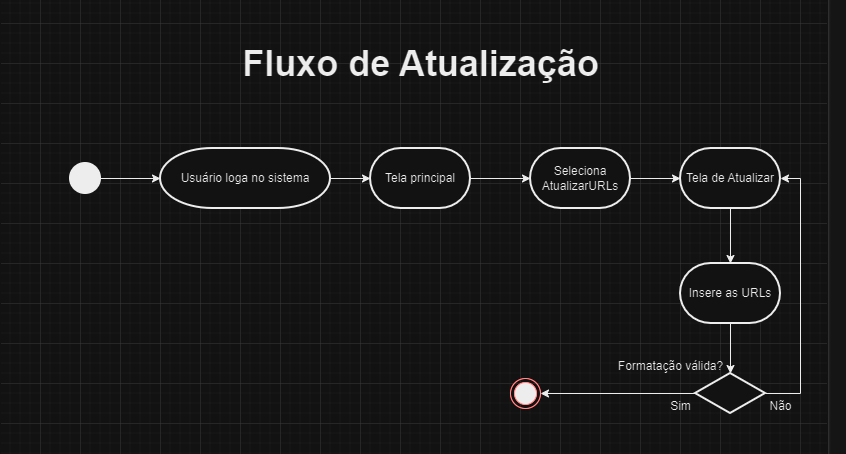 Fluxo de Atualização
Usuário loga no sistema
Tela principal
Seleciona
AtualizarURLs
Tela de Atualizar
Insere as URLs
Formatação válida?
Sim
Não